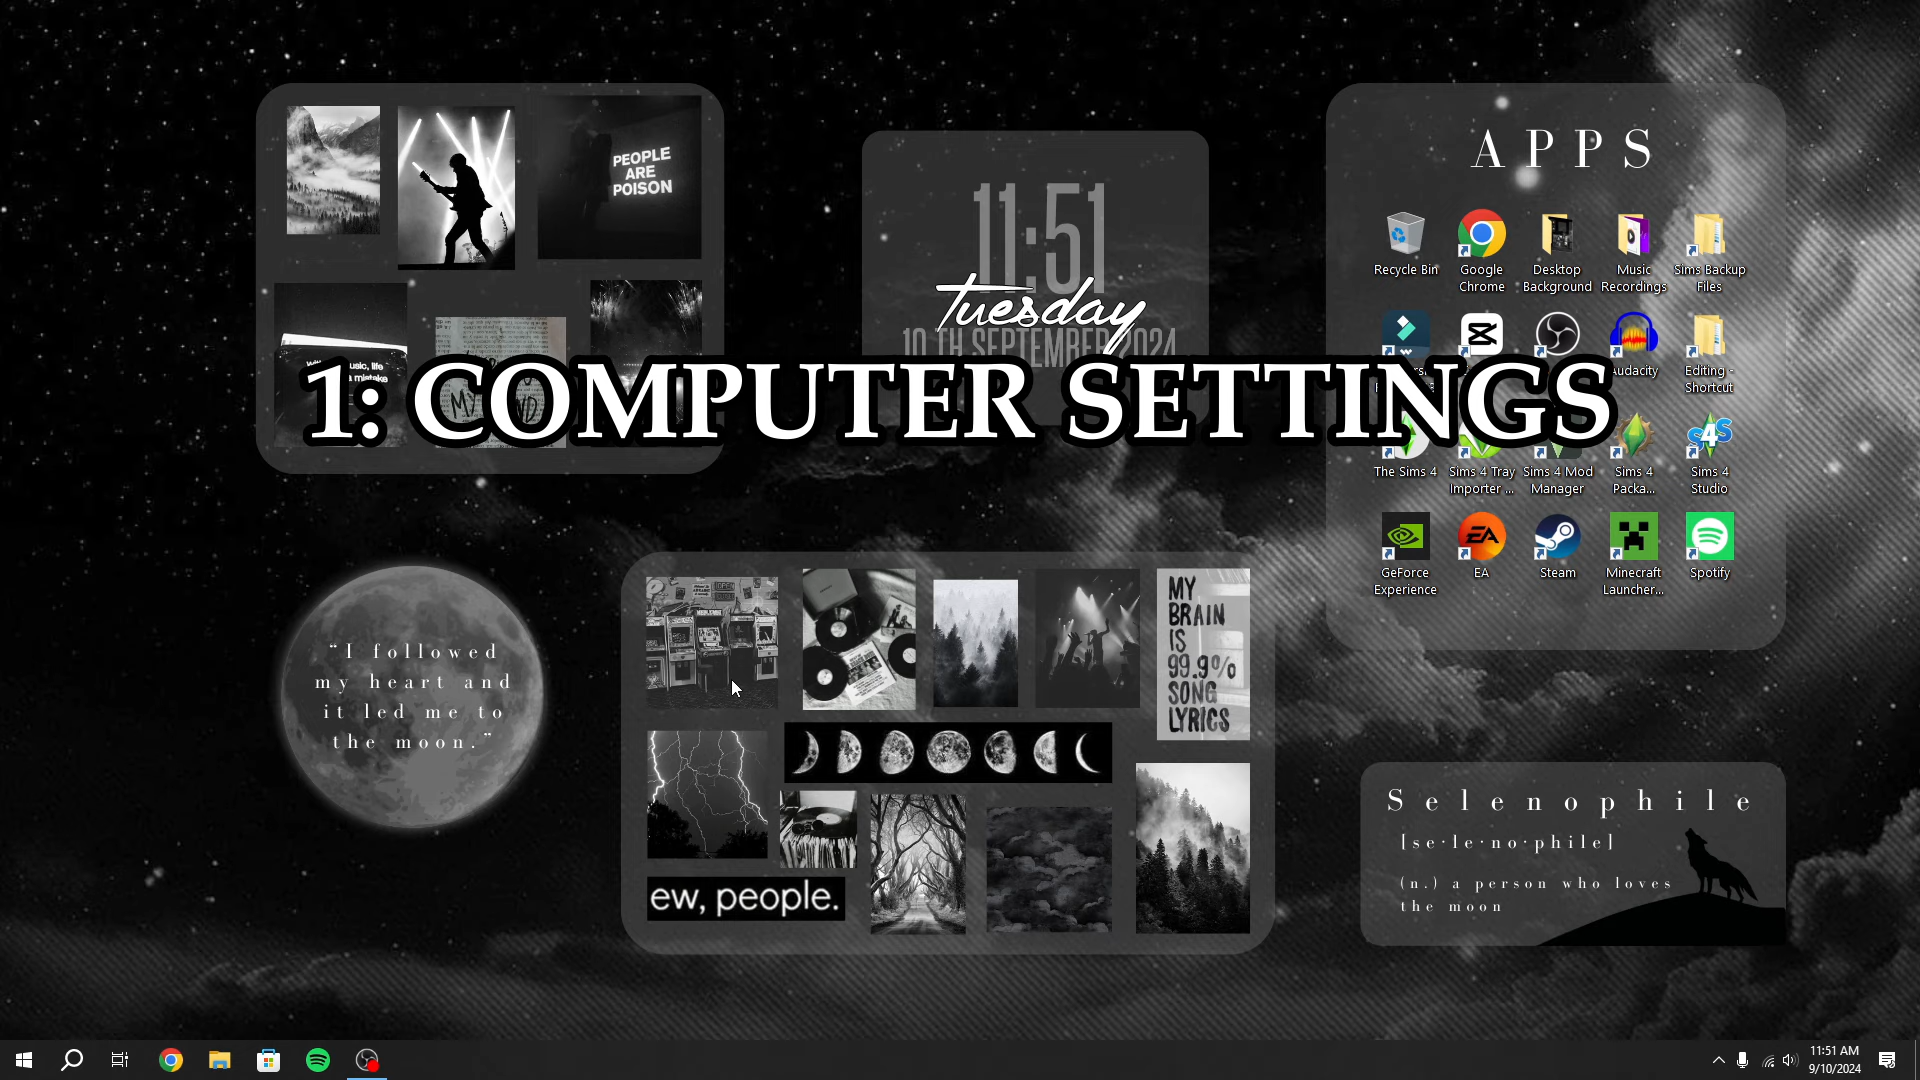 PEOPLE
ARE
POISON
11:51
tuesday
10 TH SEPTEMBER 2024
1: COMPUTER SETTINGS
APPS
Recycle Bin
Google
Chrome
Desktop
Background
Music
Recordings
Sims Backup
Files
Audacity
Editing -
Shortcut
The Sims 4
Sims 4 Tray
Importer ...
Sims 4 Mod
Manager
Sims 4
Packa...
Sims 4
Studio
GeForce
Experience
EA
Steam
Minecraft
Launcher...
Spotify
“I followed
my heart and
it led me to
the moon.”
MY
BRAIN
IS
99.9%
SONG
LYRICS
ew, people.
Selenophile
[se·le·no·phile]
(n.) a person who loves
the moon
11:51 AM
9/10/2024